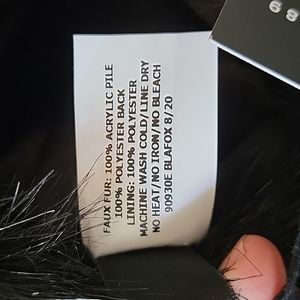 FAUX FUR: 100% ACRYLIC PILE
100% POLYESTER BACK
LINING: 100% POLYESTER
MACHINE WASH COLD/LINE DRY
NO HEAT/NO IRON/NO BLEACH
90930E BLAFOX 8/20